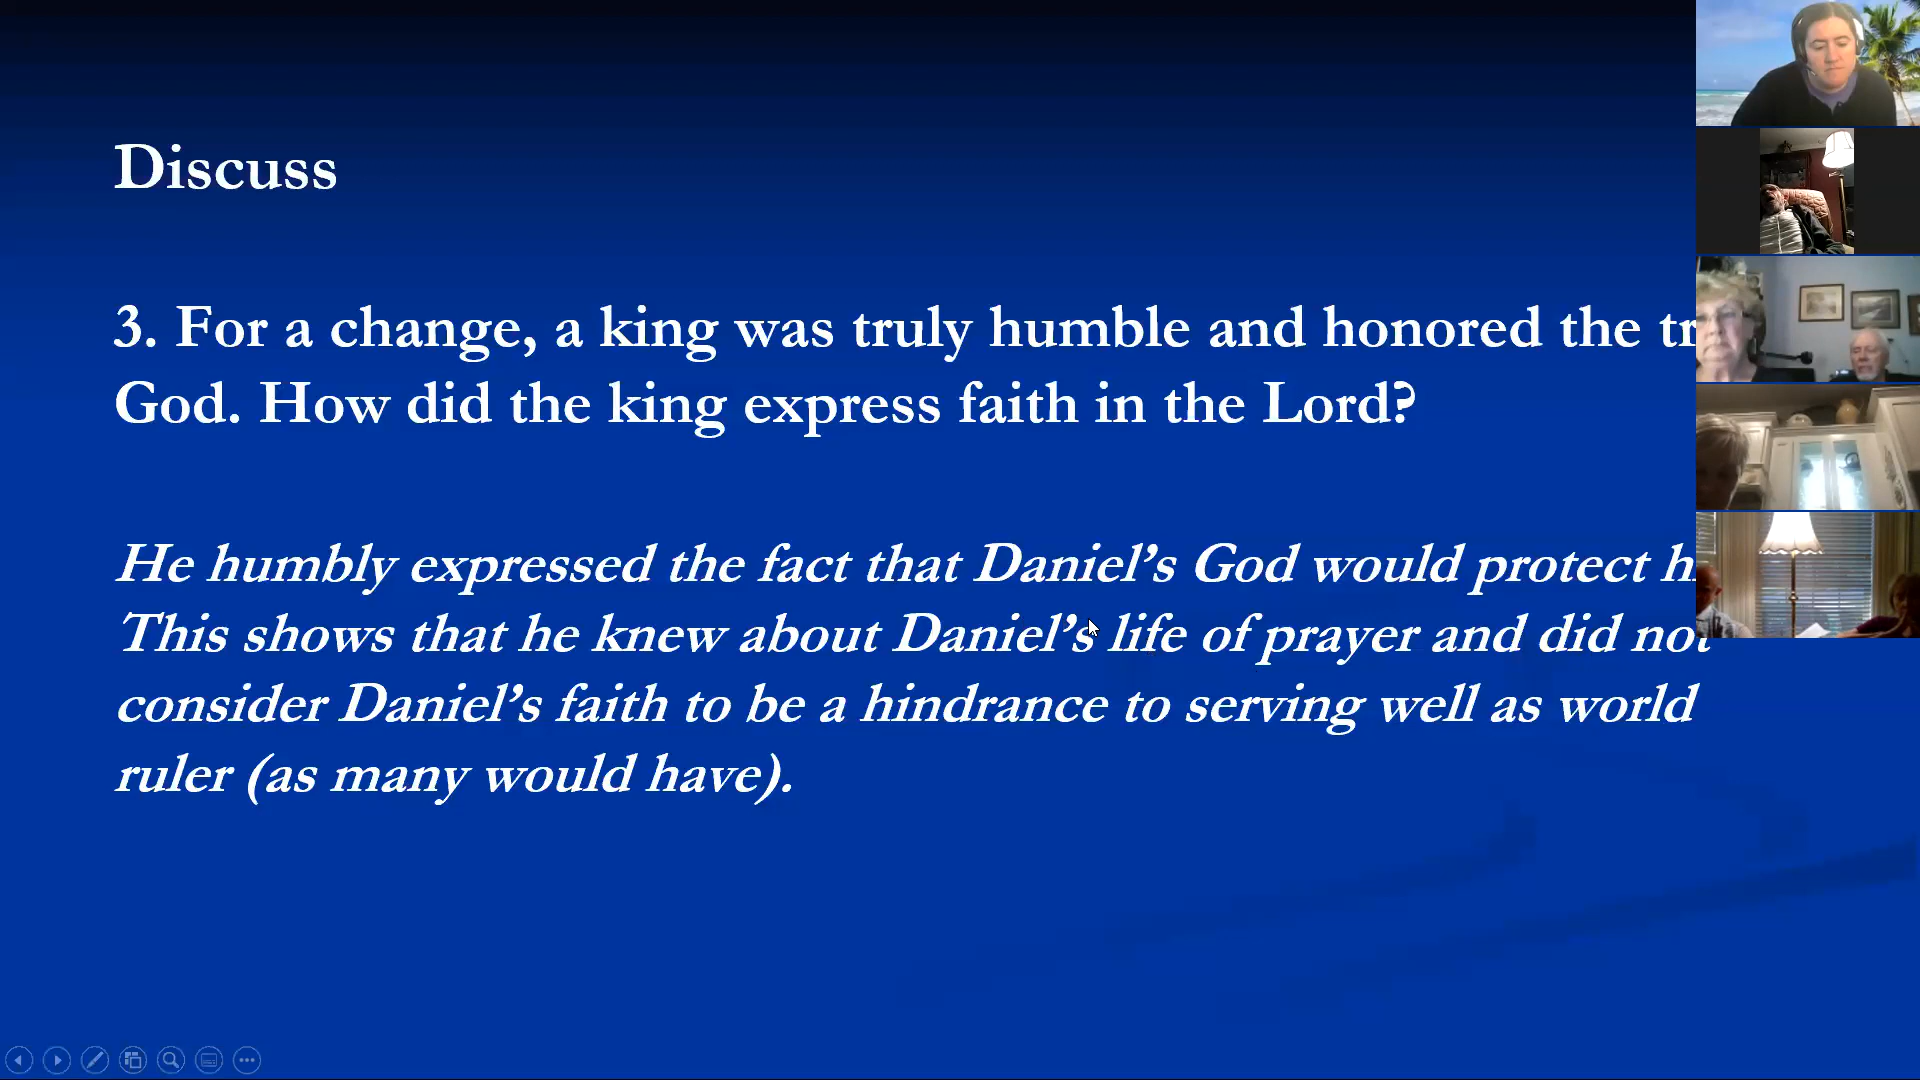 Discuss
3. For a change, a king was truly humble and honored the
God. How did the king express faith in the Lord?
He humbly expressed the fact that Daniel’s God would protect
This shows that he knew about Daniel’s life of prayer and did not
consider Daniel’s faith to be a hindrance to serving well as world
ruler (as many would have).